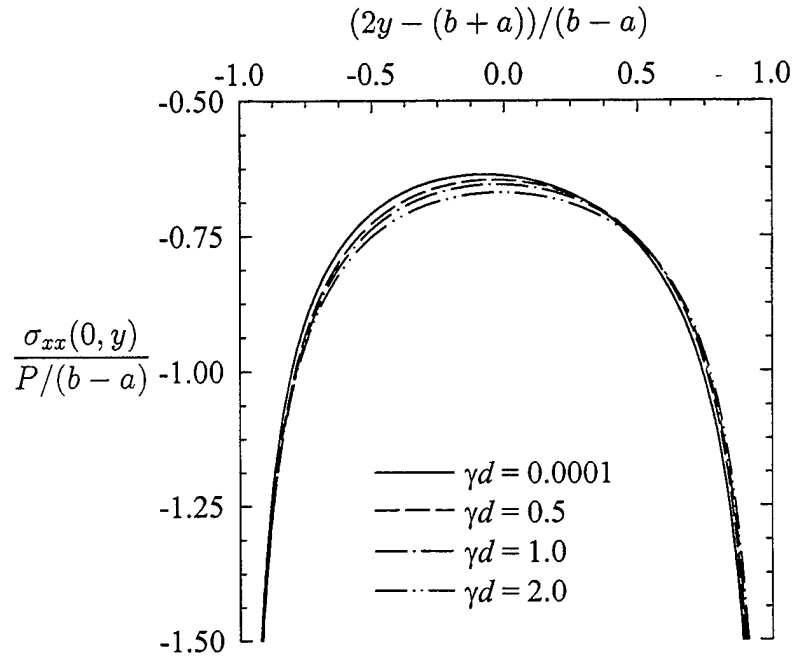 (2y − (b + a))/(b − a)
-1.0 -0.5 0.0 0.5 1.0
-0.50
-0.75
σxx(0, y)
P/(b − a)
-1.00
-1.25
-1.50
γd = 0.0001
γd = 0.5
γd = 1.0
γd = 2.0